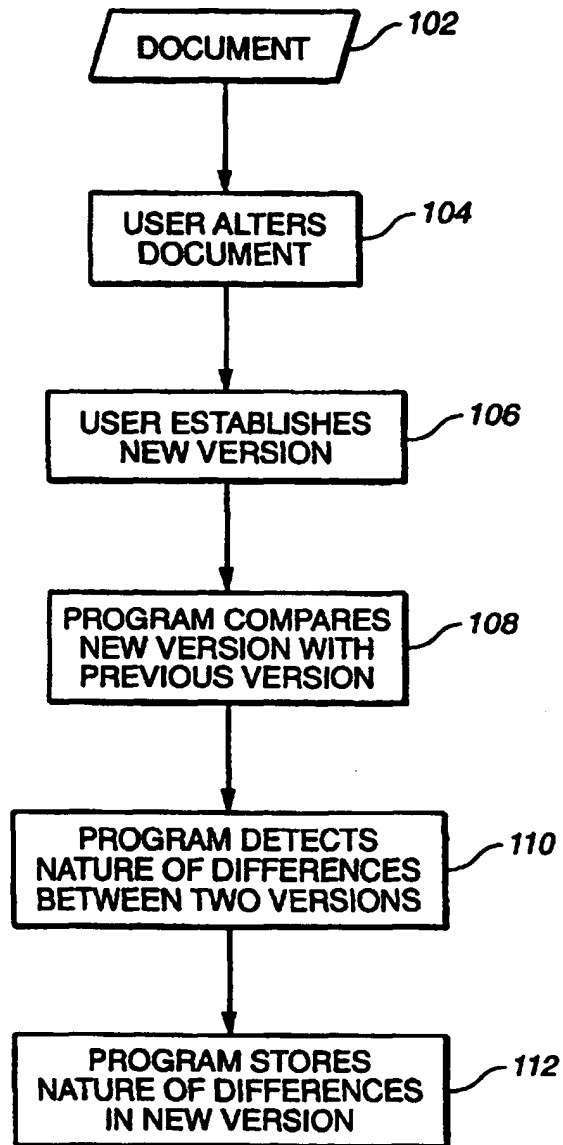 DOCUMENT
102
USER ALTERS
DOCUMENT
104
USER ESTABLISHES
NEW VERSION
106
PROGRAM COMPARES
NEW VERSION WITH
PREVIOUS VERSION
108
PROGRAM DETECTS
NATURE OF DIFFERENCES
BETWEEN TWO VERSIONS
110
PROGRAM STORES
NATURE OF DIFFERENCES
IN NEW VERSION
112